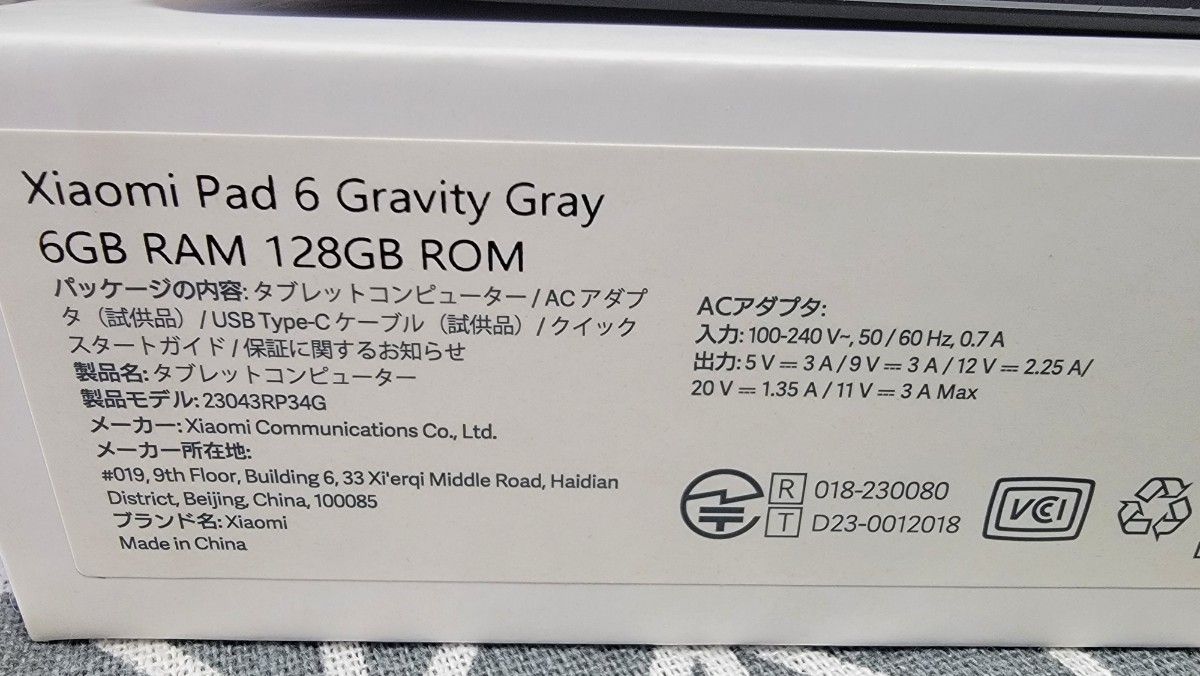 Xiaomi Pad 6 Gravity Gray
6GB RAM 128GB ROM
パッケージの内容: タブレットコンピューター / AC アダプ
タ（試供品）/ USB Type-C ケーブル（試供品）/ クイック
スタートガイド / 保証に関するお知らせ
製品名: タブレットコンピューター
製品モデル: 23043RP34G
メーカー: Xiaomi Communications Co., Ltd.
メーカー所在地:
#019, 9th Floor, Building 6, 33 Xi'erqi Middle Road, Haidian
District, Beijing, China, 100085
ブランド名: Xiaomi
Made in China
ACアダプタ:
入力: 100-240 V~, 50 / 60 Hz, 0.7 A
出力: 5 V ⎓ 3 A / 9 V ⎓ 3 A / 12 V ⎓ 2.25 A/
20 V ⎓ 1.35 A / 11 V ⎓ 3 A Max
R 018-230080
T D23-0012018
VCCI